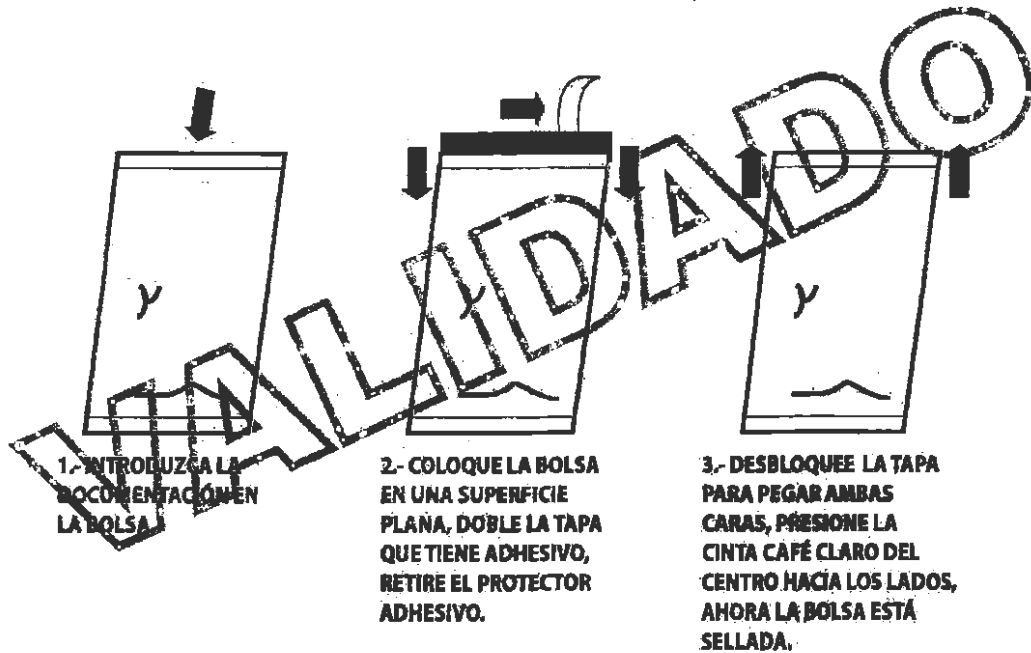 VALIDADO
1.- INTRODUZCA LA
DOCUMENTACIÓN EN
LA BOLSA.
2.- COLOQUE LA BOLSA
EN UNA SUPERFICIE
PLANA, DOBLE LA TAPA
QUE TIENE ADHESIVO,
RETIRE EL PROTECTOR
ADHESIVO.
3.- DESBLOQUEE LA TAPA
PARA PEGAR AMBAS
CARAS, PRESIONE LA
CINTA CAFÉ CLARO DEL
CENTRO HACIA LOS LADOS,
AHORA LA BOLSA ESTÁ
SELLADA.